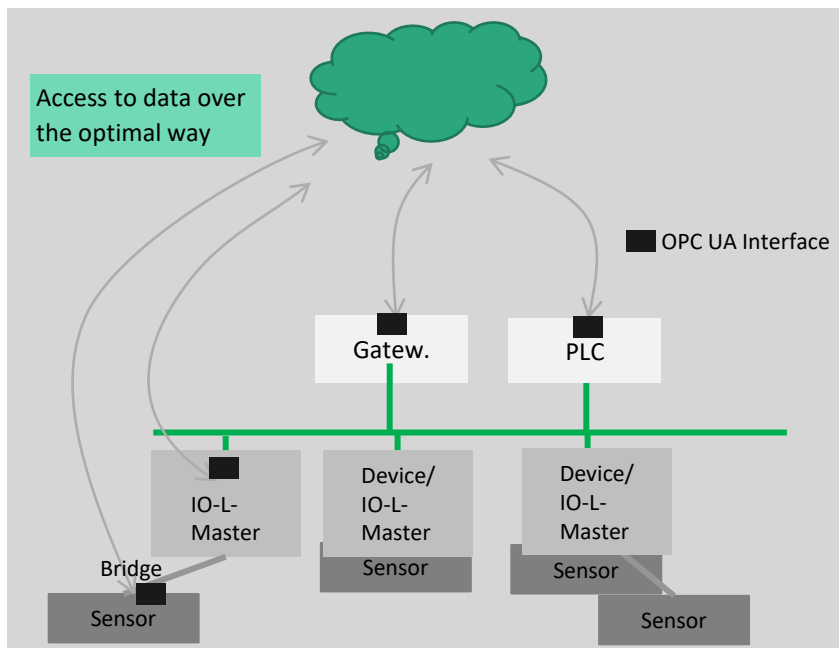 Access to data over
the optimal way
OPC UA Interface
Gatew.
PLC
IO-L-
Master
Device/
IO-L-
Master
Device/
IO-L-
Master
Bridge
Sensor
Sensor
Sensor
Sensor